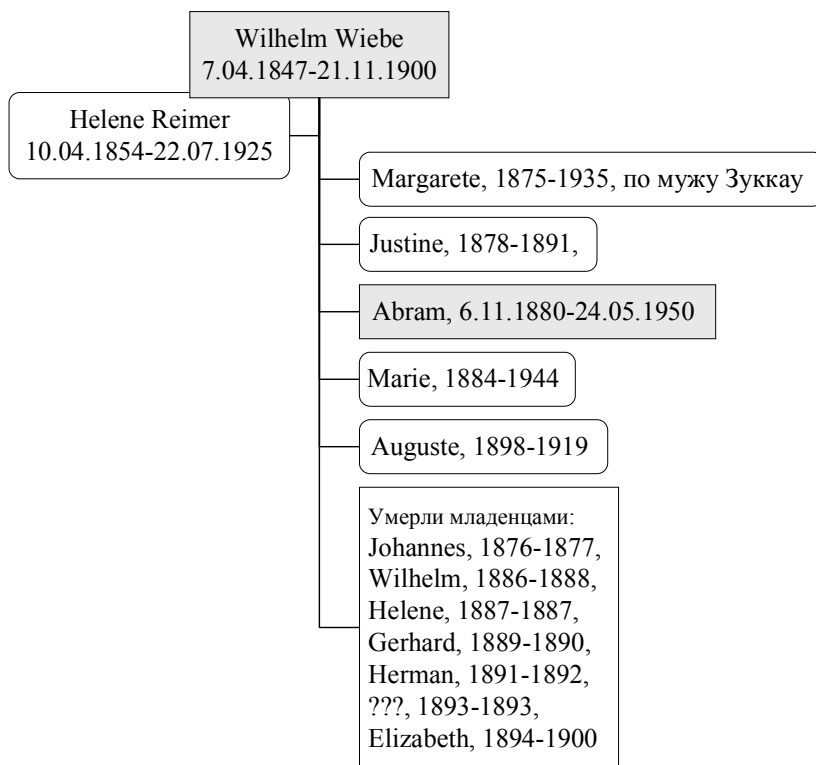 Wilhelm Wiebe
7.04.1847-21.11.1900
Helene Reimer
10.04.1854-22.07.1925
Margarete, 1875-1935, по мужу Зуккау
Justine, 1878-1891,
Abram, 6.11.1880-24.05.1950
Marie, 1884-1944
Auguste, 1898-1919
Умерли младенцами:
Johannes, 1876-1877,
Wilhelm, 1886-1888,
Helene, 1887-1887,
Gerhard, 1889-1890,
Herman, 1891-1892,
???, 1893-1893,
Elizabeth, 1894-1900